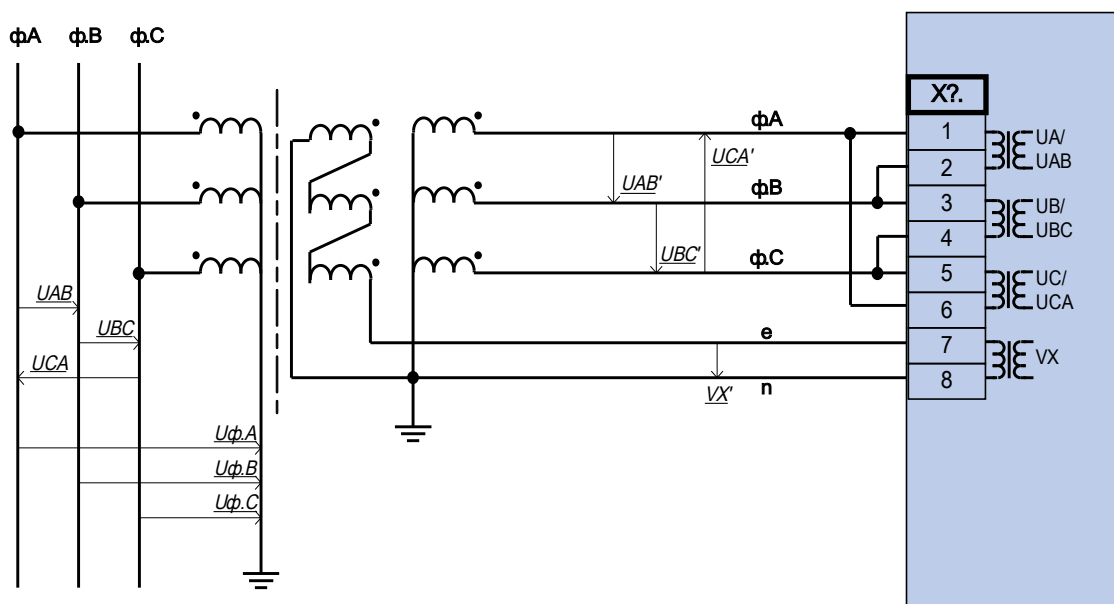 ф.A ф.B ф.C
X?.
ф.A
1
UA/
UAB
UCA'
2
UAB'
ф.B
3
UB/
UBC
4
UBC'
ф.C
5
UC/
UCA
6
UAB
e
7
UBC
VX
UCA
8
VX'
n
Uф.A
Uф.B
Uф.C